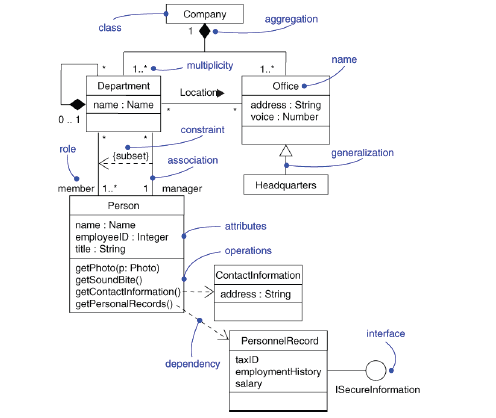 Company
class
1
aggregation
*
1..*
multiplicity
1..*
name
Department
Location
Office
name : Name
*
*
address : String
voice : Number
0 .. 1
*
*
constraint
{subset}
generalization
role
association
member
1..*
1
manager
Headquarters
Person
name : Name
employeeID : Integer
title : String
attributes
operations
getPhoto(p: Photo)
getSoundBite()
getContactInformation()
getPersonalRecords()
ContactInformation
address : String
dependency
PersonnelRecord
interface
taxID
employmentHistory
salary
ISecureInformation